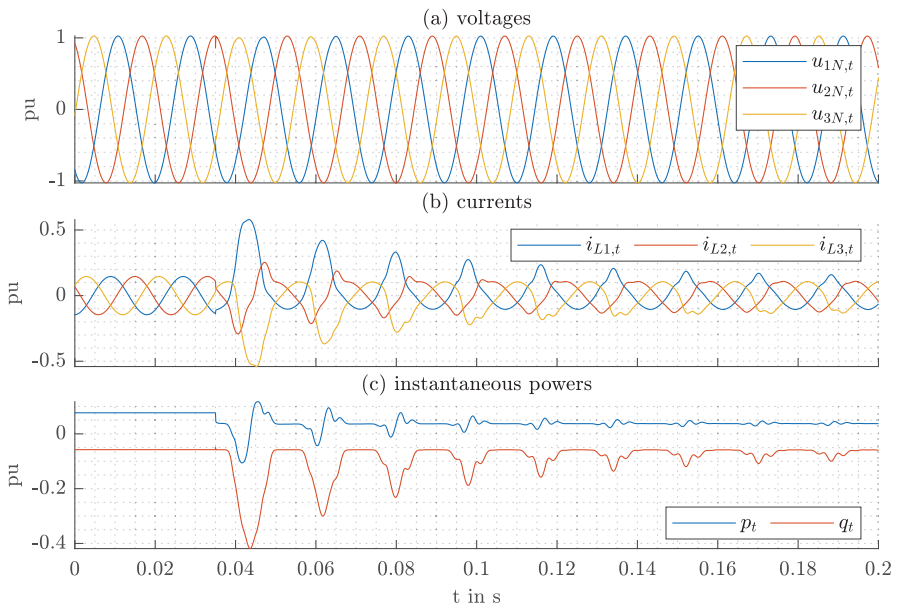 (a) voltages
1
0
-1
pu
u1N,t
u2N,t
u3N,t
(b) currents
0.5
0
-0.5
pu
iL1,t iL2,t iL3,t
(c) instantaneous powers
0
-0.2
-0.4
pu
pt qt
0 0.02 0.04 0.06 0.08 0.1 0.12 0.14 0.16 0.18 0.2
t in s